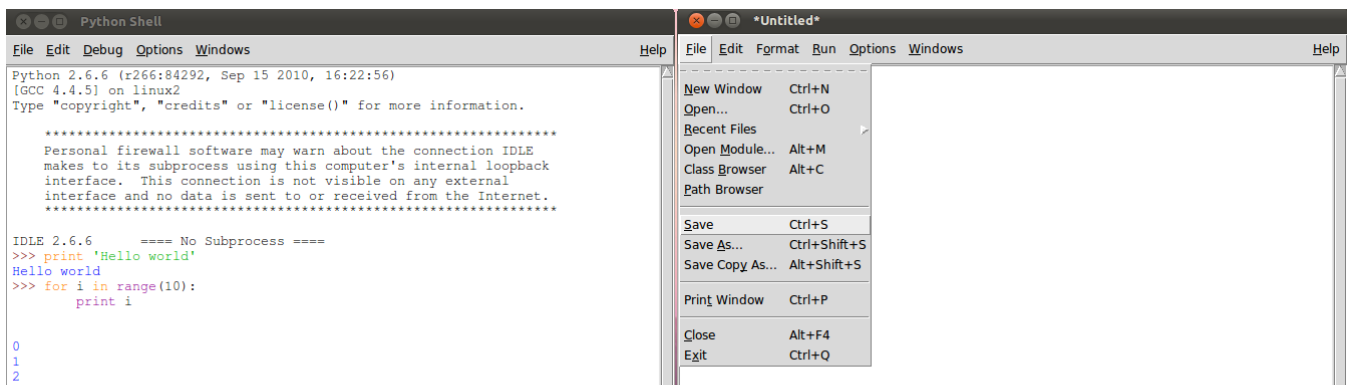 Python Shell
File Edit Debug Options Windows Help
Python 2.6.6 (r266:84292, Sep 15 2010, 16:22:56)
[GCC 4.4.5] on linux2
Type "copyright", "credits" or "license()" for more information.
****************************************************************
Personal firewall software may warn about the connection IDLE
makes to its subprocess using this computer's internal loopback
interface.  This connection is not visible on any external
interface and no data is sent to or received from the Internet.
****************************************************************
IDLE 2.6.6      ==== No Subprocess ====
>>> print 'Hello world'
Hello world
>>> for i in range(10):
        print i
0
1
2
*Untitled*
File Edit Format Run Options Windows Help
New Window Ctrl+N
Open... Ctrl+O
Recent Files
Open Module... Alt+M
Class Browser Alt+C
Path Browser
Save Ctrl+S
Save As... Ctrl+Shift+S
Save Copy As... Alt+Shift+S
Print Window Ctrl+P
Close Alt+F4
Exit Ctrl+Q